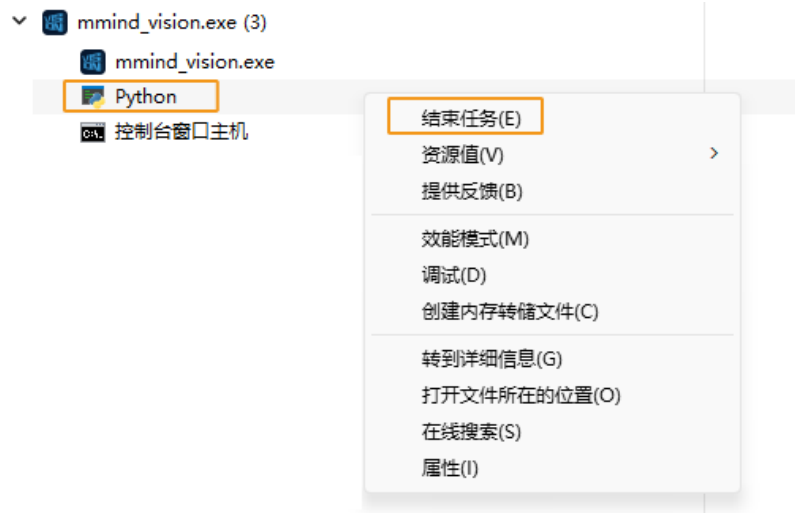 mmind_vision.exe (3)
mmind_vision.exe
Python
控制台窗口主机
结束任务(E)
资源值(V)
提供反馈(B)
效能模式(M)
调试(D)
创建内存转储文件(C)
转到详细信息(G)
打开文件所在的位置(O)
在线搜索(S)
属性(I)